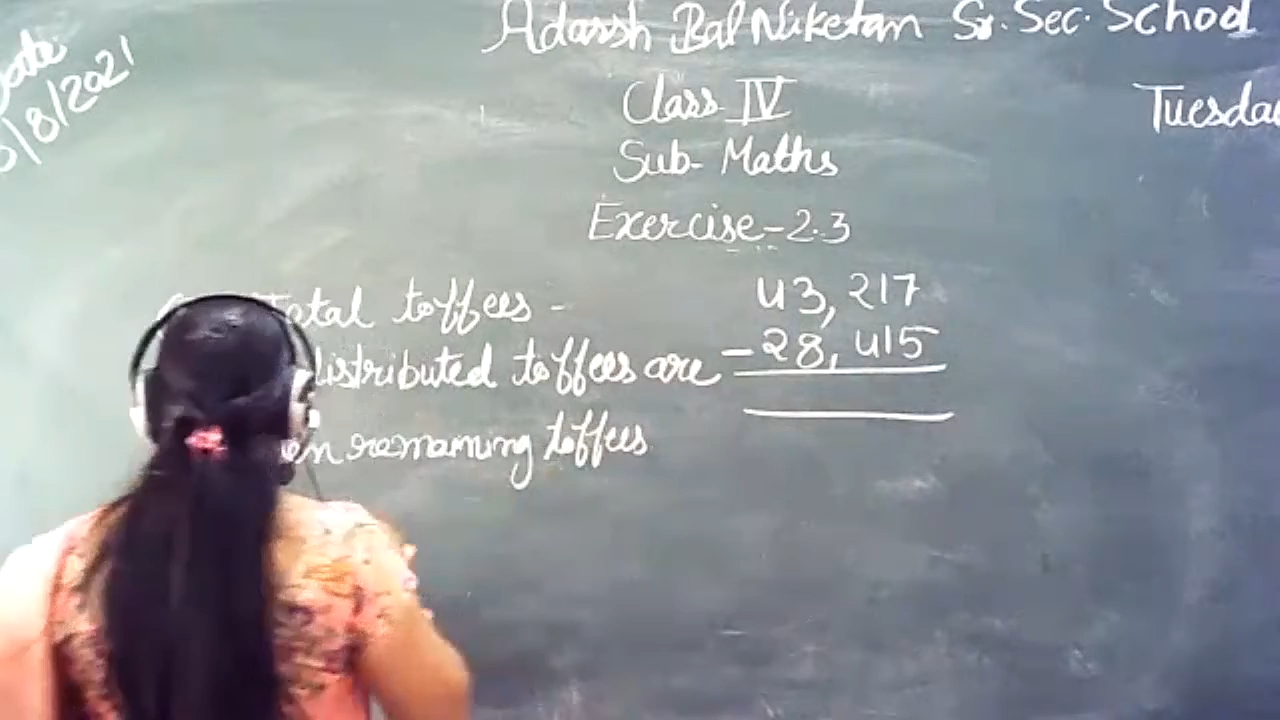 Adarsh Bal Niketan Sr. Sec. School
Date
/8/2021
Class IV
Tuesda
Sub- Maths
Exercise-2.3
Total toffees - 43,217
distributed toffees are -28,415
en remaining toffees